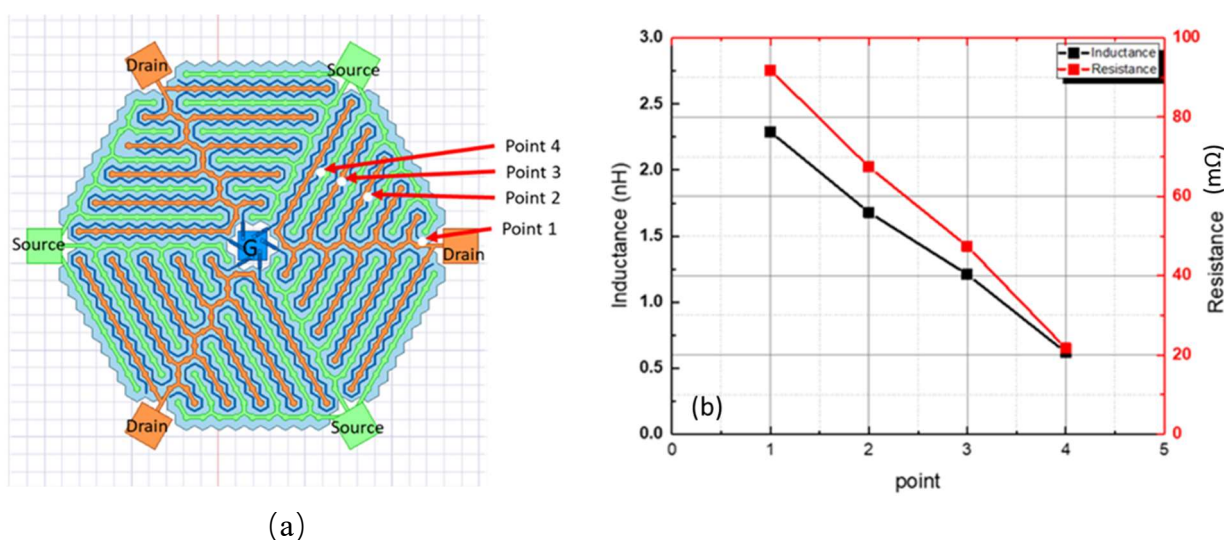 Drain
Source
Point 4
Point 3
Point 2
Point 1
G
Source
Drain
Drain
Source
(a)
3.0
2.5
2.0
1.5
1.0
0.5
0.0
Inductance (nH)
Inductance
Resistance
(b)
0 1 2 3 4 5
point
100
80
60
40
20
0
Resistance (mΩ)